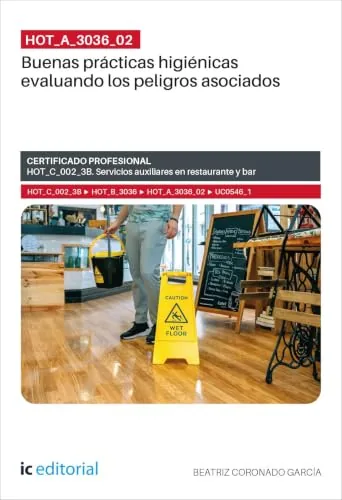 HOT_A_3036_02
Buenas prácticas higiénicas
evaluando los peligros asociados
CERTIFICADO PROFESIONAL
HOT_C_002_3B. Servicios auxiliares en restaurante y bar
HOT_C_002_3B ▶ HOT_B_3036 ▶ HOT_A_3036_02 ▶ UC0546_1
CAUTION
WET
FLOOR
ic editorial
BEATRIZ CORONADO GARCÍA